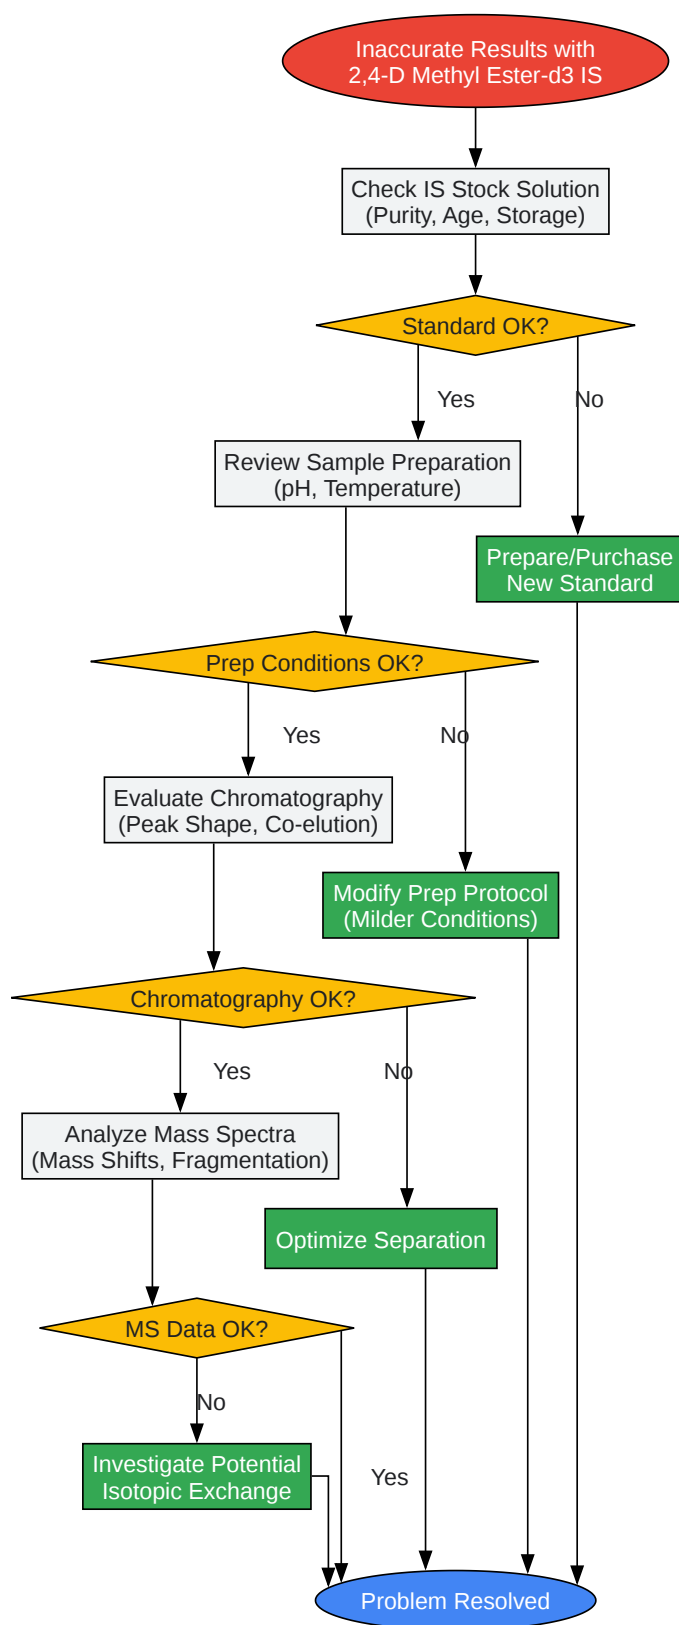 Inaccurate Results with
2,4-D Methyl Ester-d3 IS
Check IS Stock Solution
(Purity, Age, Storage)
Standard OK?
Yes
No
Review Sample Preparation
(pH, Temperature)
Prepare/Purchase
New Standard
Prep Conditions OK?
Yes
No
Evaluate Chromatography
(Peak Shape, Co-elution)
Modify Prep Protocol
(Milder Conditions)
Chromatography OK?
Yes
No
Analyze Mass Spectra
(Mass Shifts, Fragmentation)
Optimize Separation
MS Data OK?
No
Investigate Potential
Isotopic Exchange
Yes
Problem Resolved